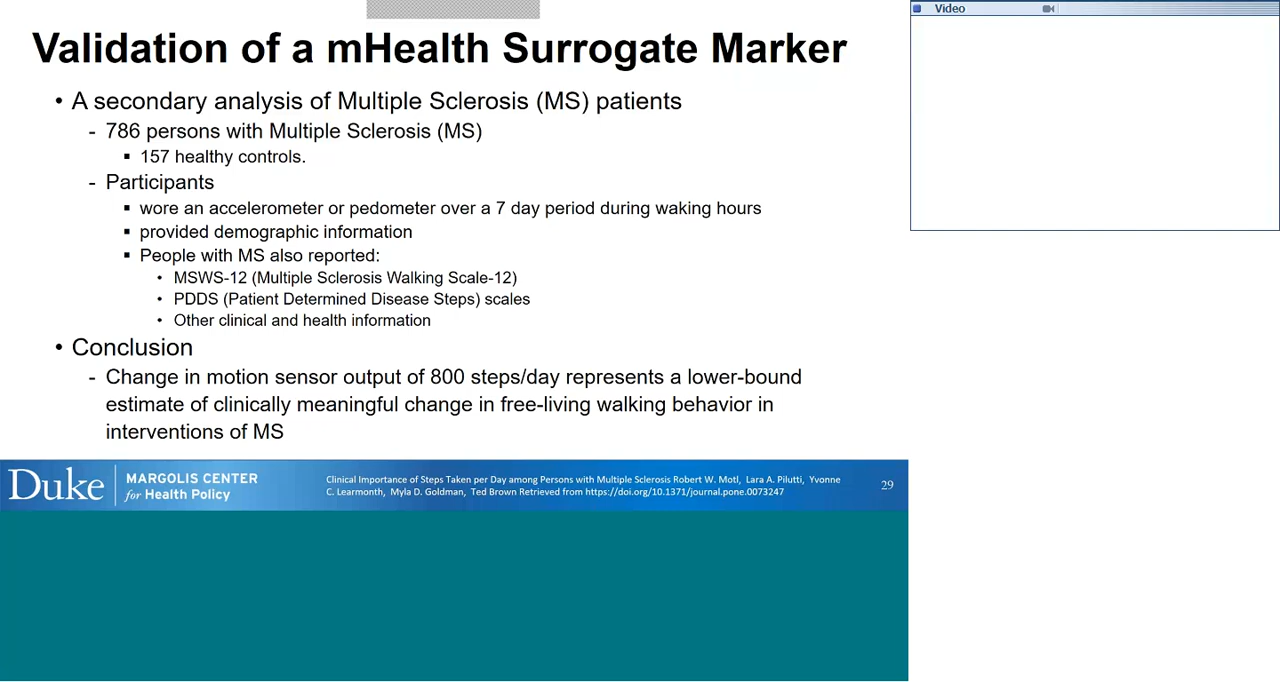 Video
Validation of a mHealth Surrogate Marker
• A secondary analysis of Multiple Sclerosis (MS) patients
- 786 persons with Multiple Sclerosis (MS)
▪ 157 healthy controls.
- Participants
▪ wore an accelerometer or pedometer over a 7 day period during waking hours
▪ provided demographic information
▪ People with MS also reported:
• MSWS-12 (Multiple Sclerosis Walking Scale-12)
• PDDS (Patient Determined Disease Steps) scales
• Other clinical and health information
• Conclusion
- Change in motion sensor output of 800 steps/day represents a lower-bound
estimate of clinically meaningful change in free-living walking behavior in
interventions of MS
Duke
MARGOLIS CENTER
for Health Policy
Clinical Importance of Steps Taken per Day among Persons with Multiple Sclerosis Robert W. Motl, Lara A. Pilutti, Yvonne
C. Learmonth, Myla D. Goldman, Ted Brown Retrieved from https://doi.org/10.1371/journal.pone.0073247
29